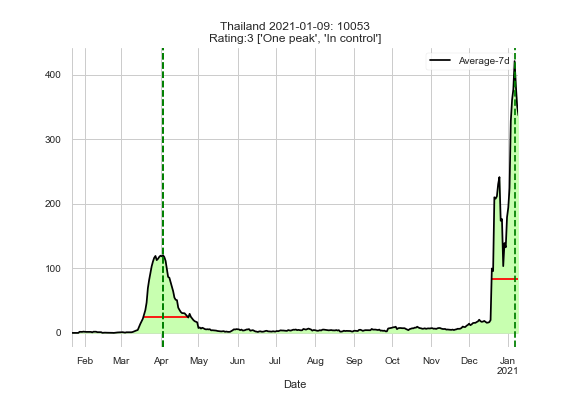 Thailand 2021-01-09: 10053
Rating:3 ['One peak', 'In control']
Average-7d
400
300
200
100
0
Feb Mar Apr May Jun Jul Aug Sep Oct Nov Dec Jan
2021
Date